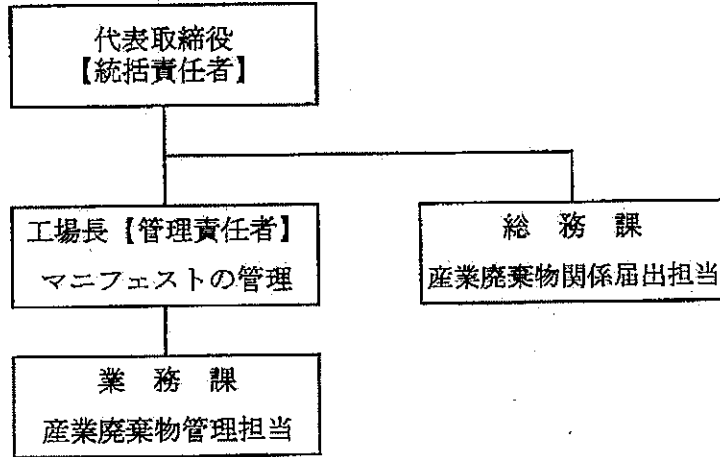 代表取締役
【統括責任者】
工場長【管理責任者】
マニフェストの管理
総務課
産業廃棄物関係届出担当
業務課
産業廃棄物管理担当